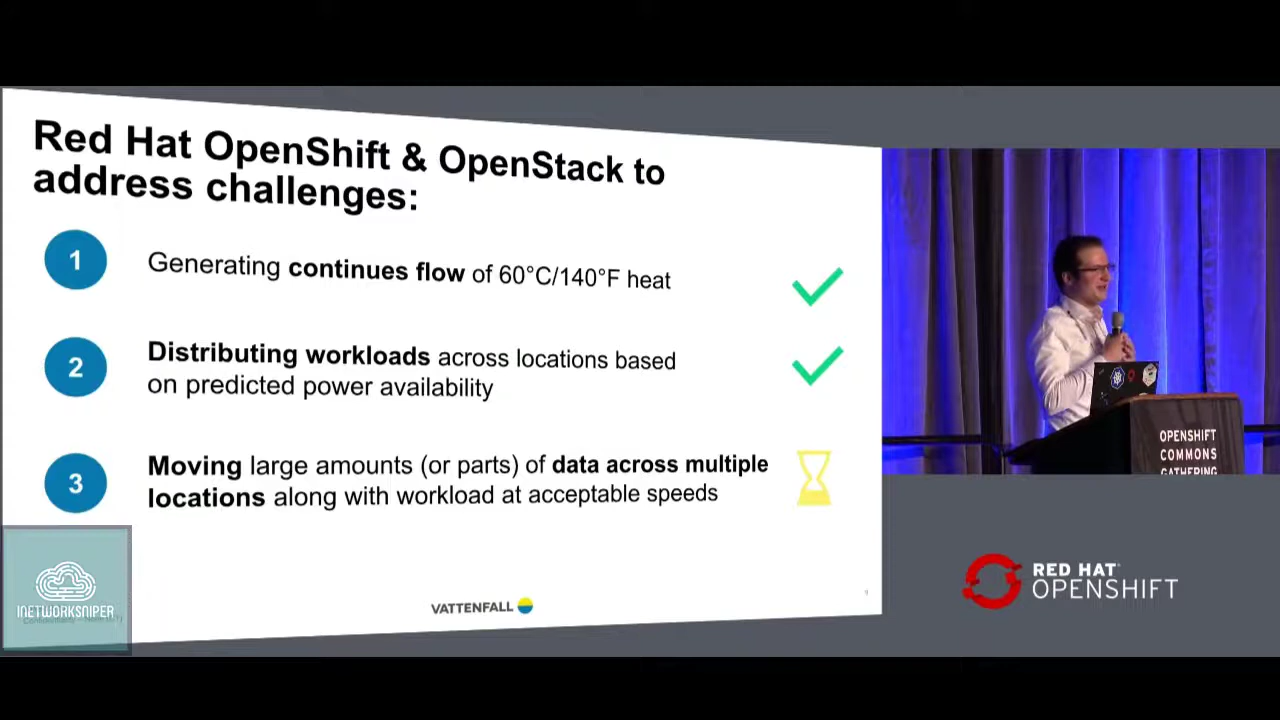 Red Hat OpenShift & OpenStack to
address challenges:
1
Generating continues flow of 60°C/140°F heat
2
Distributing workloads across locations based
on predicted power availability
3
Moving large amounts (or parts) of data across multiple
locations along with workload at acceptable speeds
INETWORKSNIPER
VATTENFALL
9
OPENSHIFT
COMMONS
GATHERING
RED HAT
OPENSHIFT